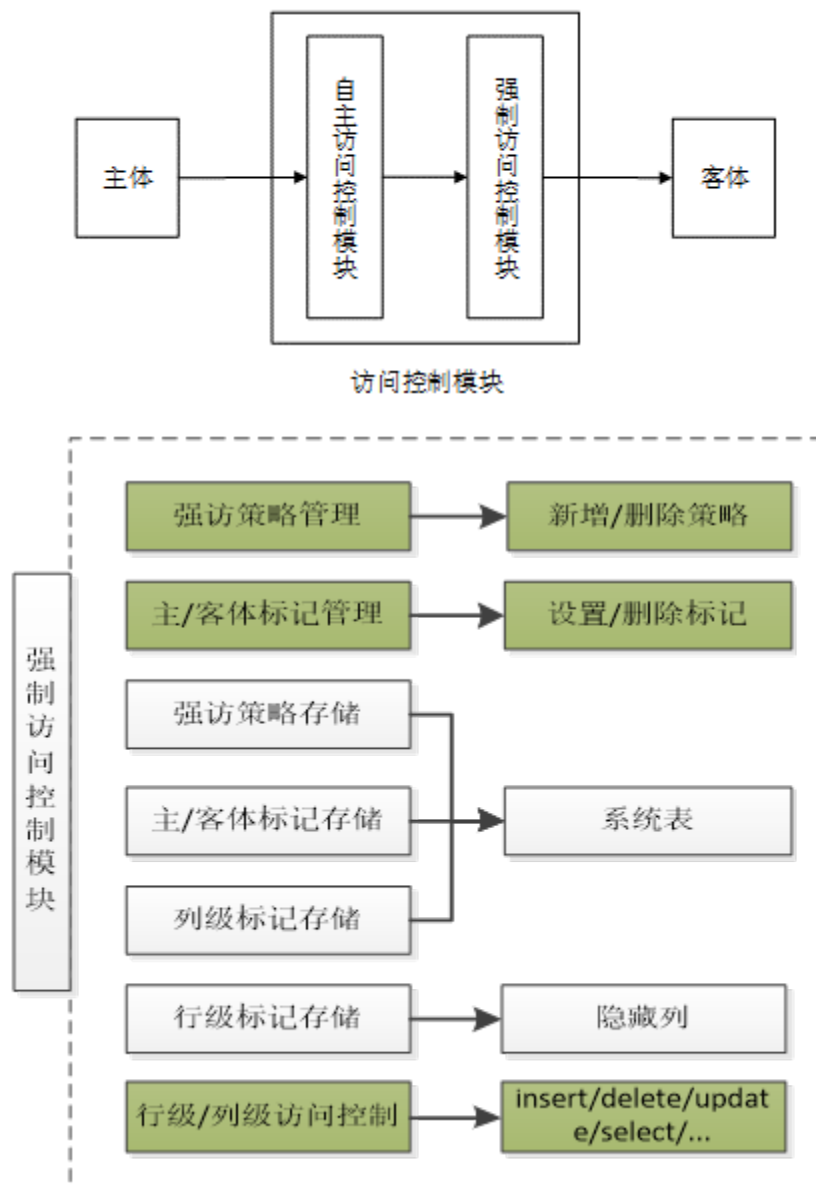 主体
自主访问控制模块
强制访问控制模块
客体
访问控制模块
强制访问控制模块
强访策略管理
新增/删除策略
主/客体标记管理
设置/删除标记
强访策略存储
主/客体标记存储
系统表
列级标记存储
行级标记存储
隐藏列
行级/列级访问控制
insert/delete/updat
e/select/...